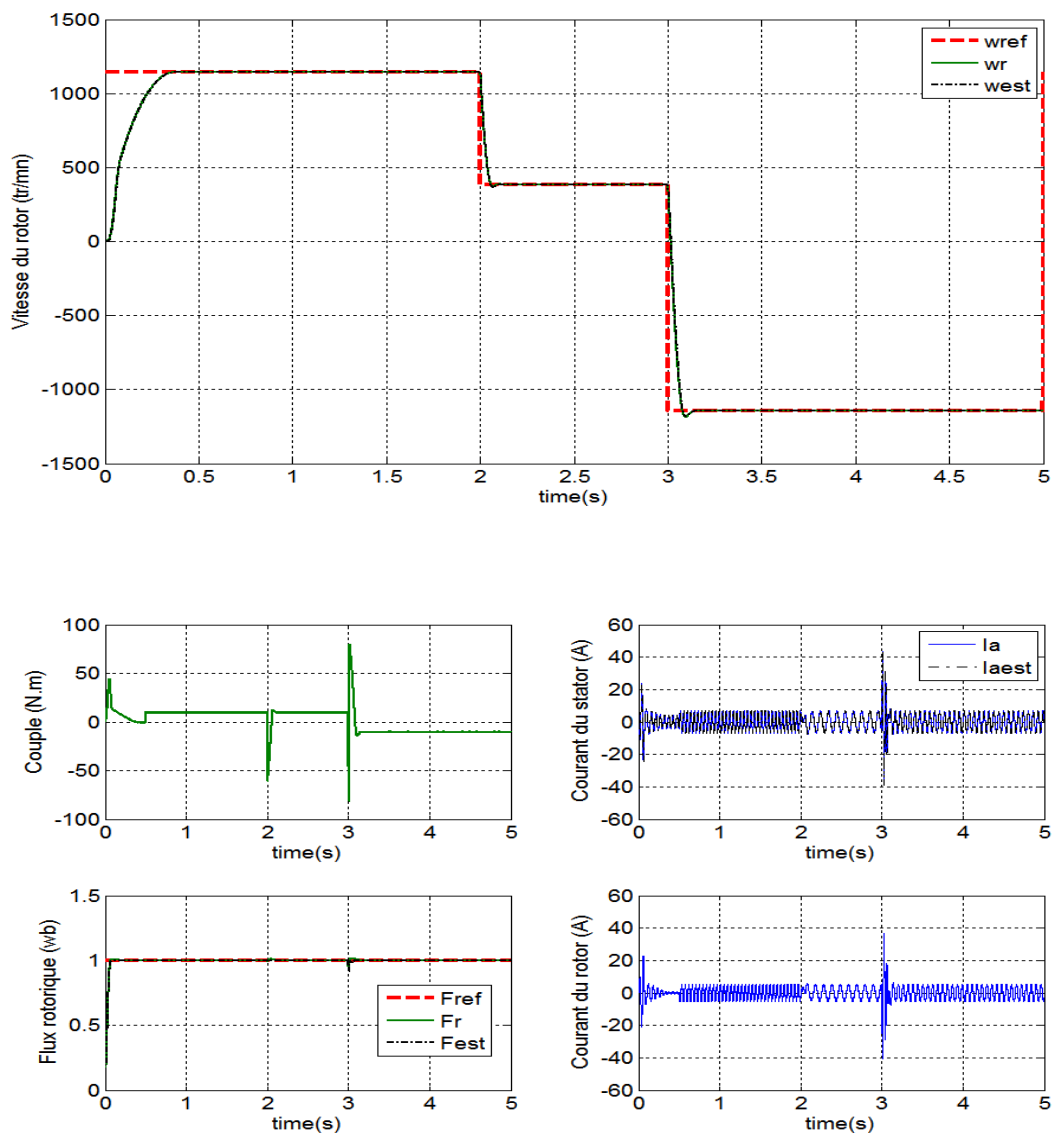 1500
1000
500
0
-500
-1000
-1500
Vitesse du rotor (tr/mn)
wref
wr
west
0 0.5 1 1.5 2 2.5 3 3.5 4 4.5 5
time(s)
100
50
0
-50
-100
Couple (N.m)
0 1 2 3 4 5
time(s)
60
40
20
0
-20
-40
-60
Courant du stator (A)
Ia
Iaest
0 1 2 3 4 5
time(s)
1.5
1
0.5
0
Flux rotorique (wb)
Fref
Fr
Fest
0 1 2 3 4 5
time(s)
60
40
20
0
-20
-40
-60
Courant du rotor (A)
0 1 2 3 4 5
time(s)